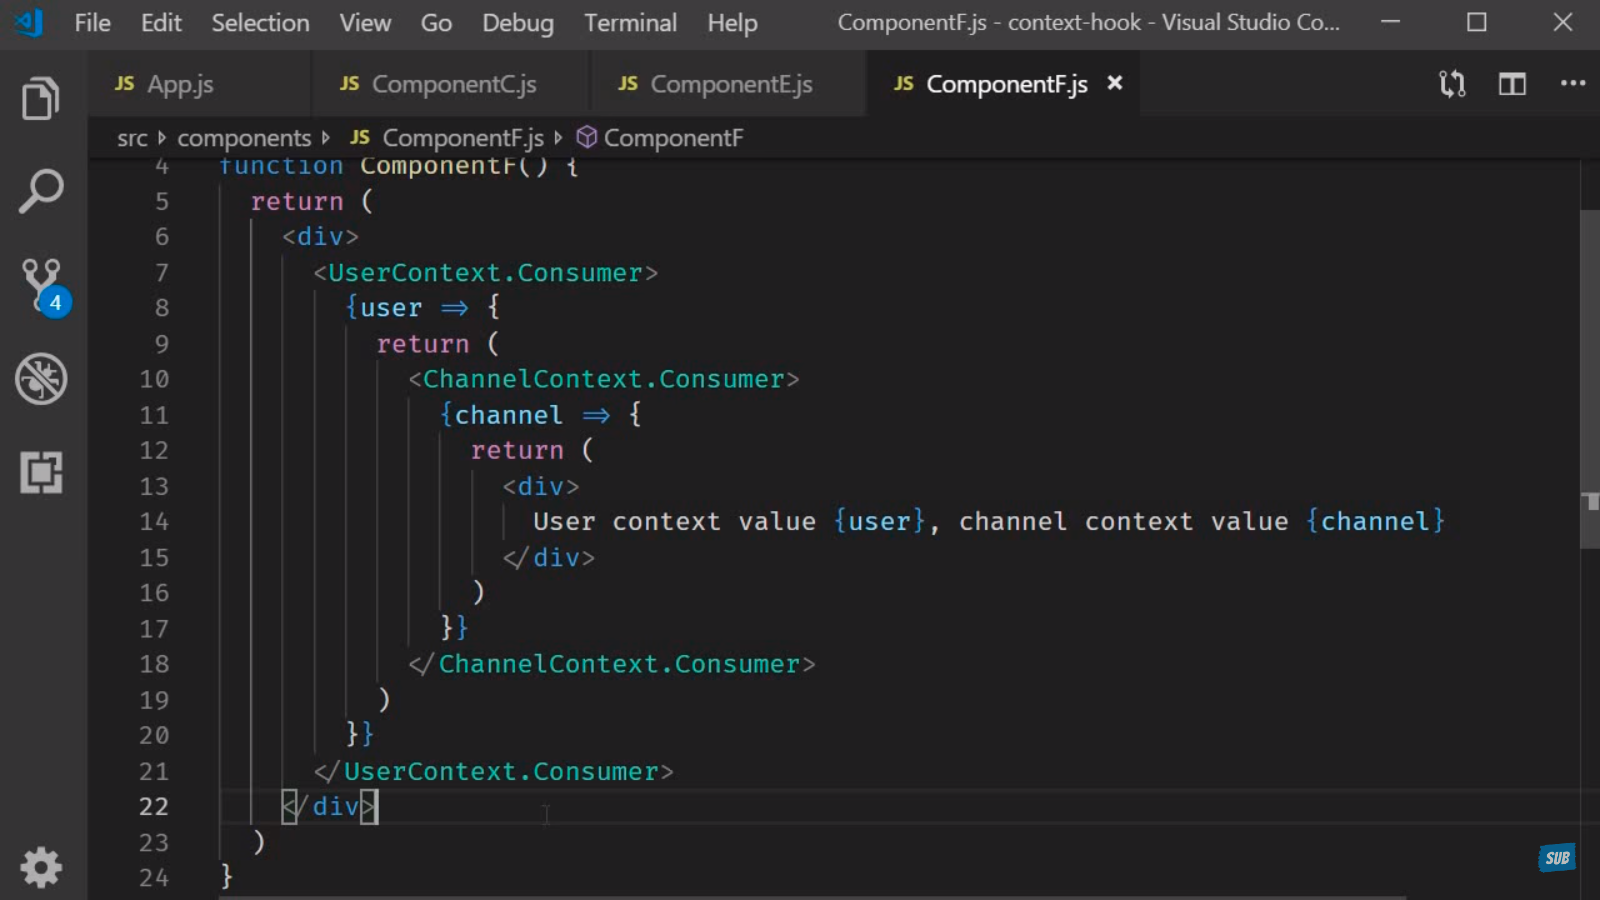 File Edit Selection View Go Debug Terminal Help ComponentF.js - context-hook - Visual Studio Co...
JS App.js JS ComponentC.js JS ComponentE.js JS ComponentF.js
src components JS ComponentF.js ComponentF
4 function ComponentF() {
5 return (
6 <div>
7 <UserContext.Consumer>
8 {user => {
9 return (
10 <ChannelContext.Consumer>
11 {channel => {
12 return (
13 <div>
14 User context value {user}, channel context value {channel}
15 </div>
16 )
17 }}
18 </ChannelContext.Consumer>
19 )
20 }}
21 </UserContext.Consumer>
22 </div>
23 )
24 }
4
SUB